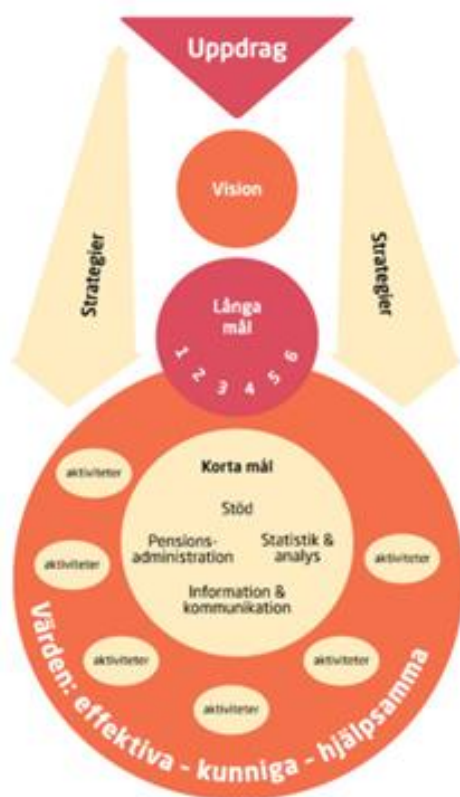 Uppdrag
Vision
Strategier
Strategier
Långa
mål
1 2 3 4 5 6
Korta mål
Stöd
Pensions-
administration
Statistik &
analys
Information &
kommunikation
aktiviteter
aktiviteter
aktiviteter
aktiviteter
aktiviteter
aktiviteter
Värden: effektiva - kunniga - hjälpsamma